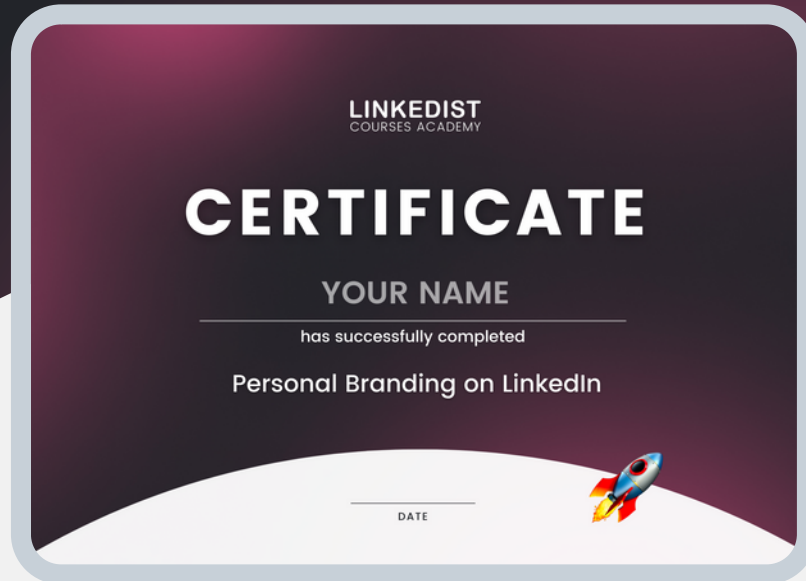 LINKEDIST
COURSES ACADEMY
CERTIFICATE
YOUR NAME
has successfully completed
Personal Branding on LinkedIn
DATE